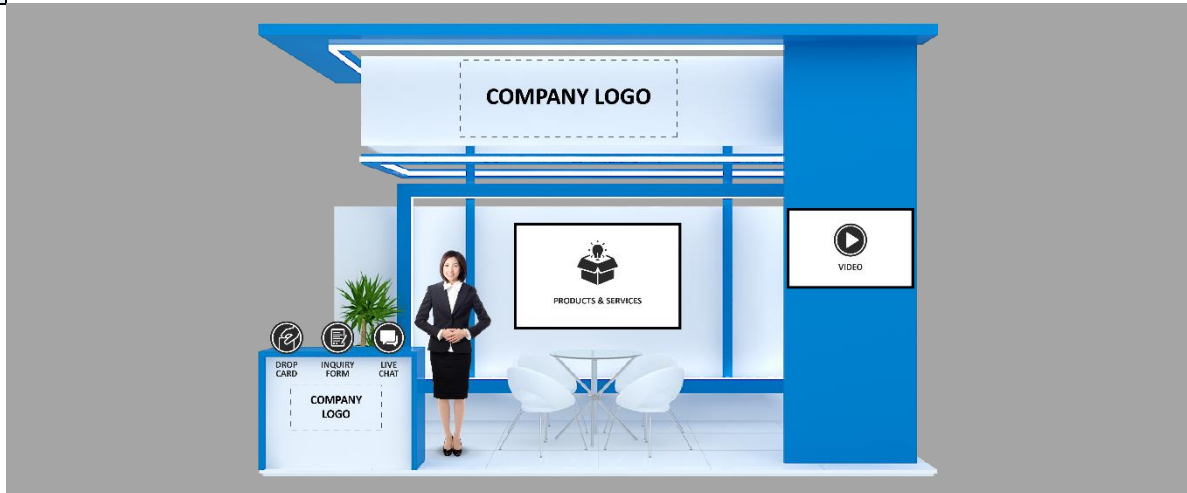 COMPANY LOGO
PRODUCTS & SERVICES
VIDEO
DROP
CARD
INQUIRY
FORM
LIVE
CHAT
COMPANY
LOGO